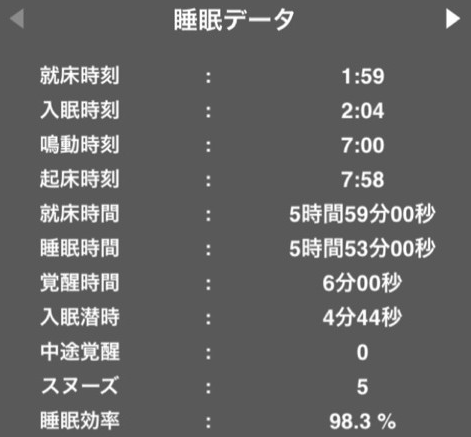 睡眠データ
就床時刻 : 1:59
入眠時刻 : 2:04
鳴動時刻 : 7:00
起床時刻 : 7:58
就床時間 : 5時間59分00秒
睡眠時間 : 5時間53分00秒
覚醒時間 : 6分00秒
入眠潜時 : 4分44秒
中途覚醒 : 0
スヌーズ : 5
睡眠効率 : 98.3 %